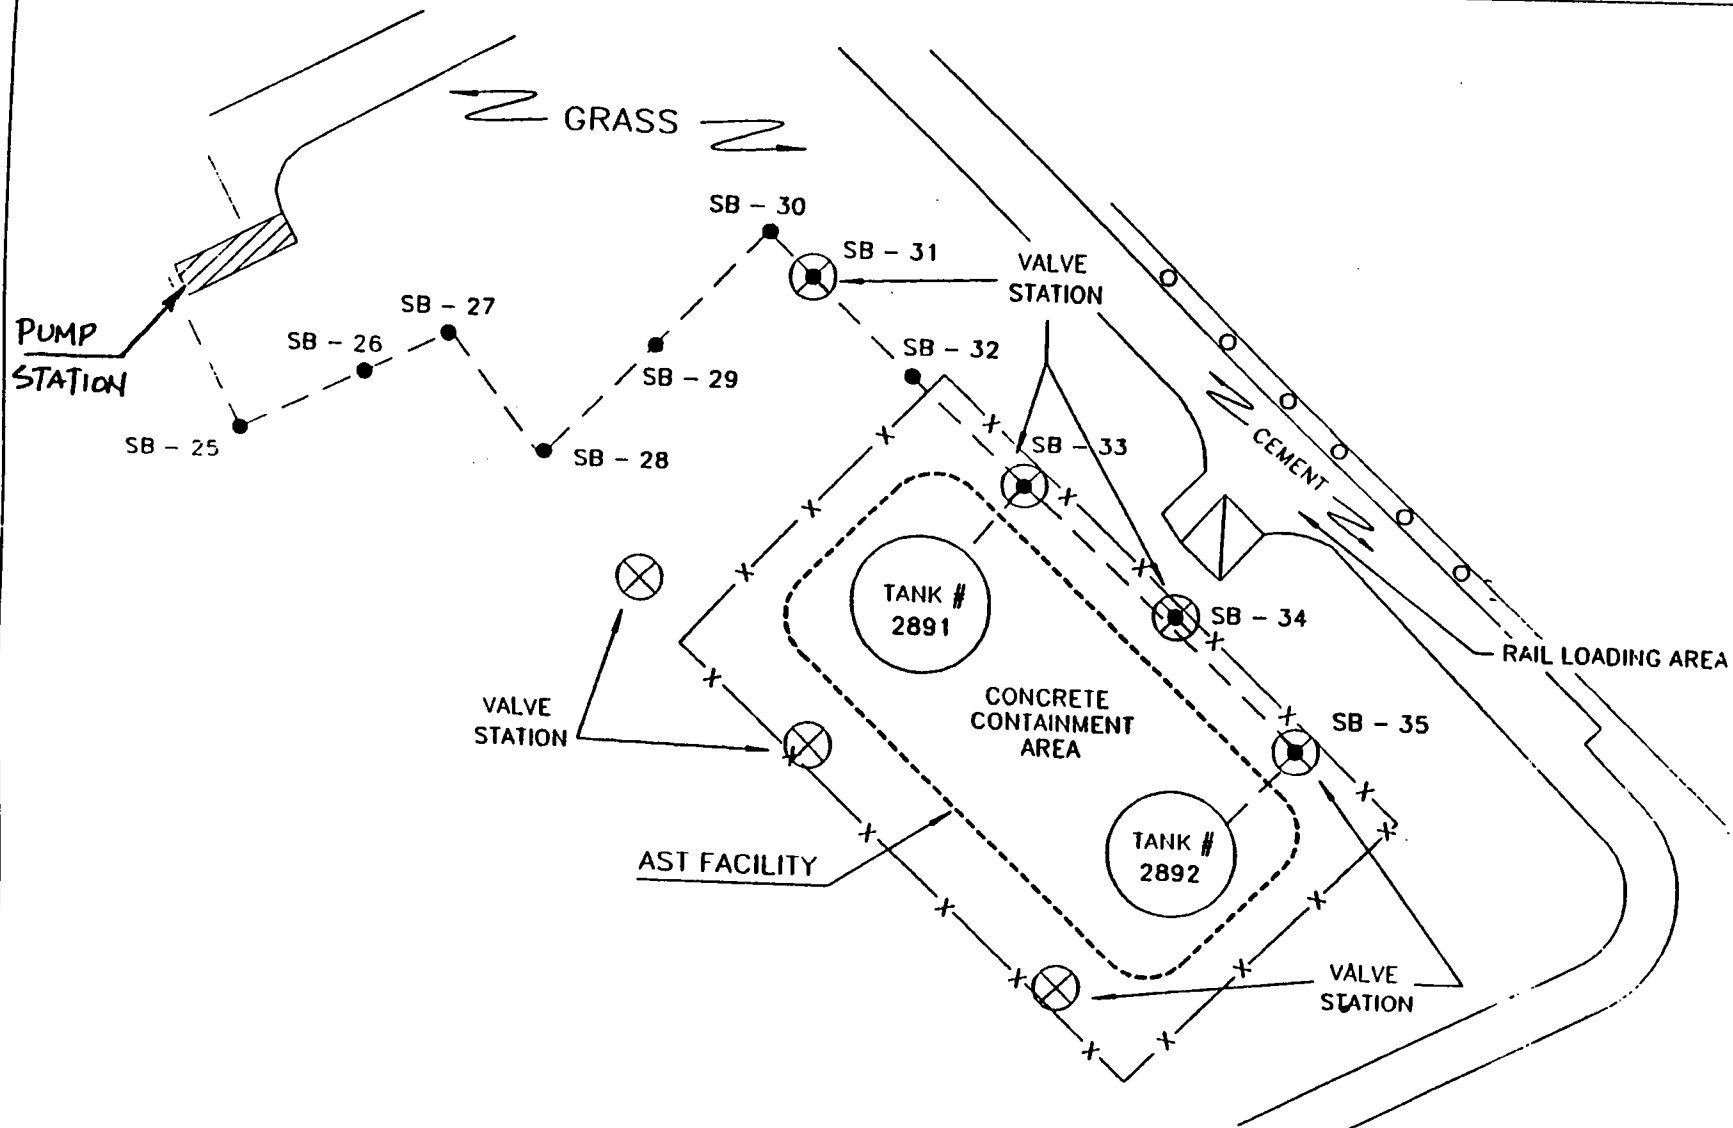 GRASS
SB - 30
SB - 31
VALVE
STATION
SB - 27
PUMP
STATION
SB - 26
SB - 32
SB - 29
SB - 25
SB - 28
SB - 33
CEMENT
TANK #
2891
SB - 34
RAIL LOADING AREA
VALVE
STATION
CONCRETE
CONTAINMENT
AREA
SB - 35
AST FACILITY
TANK #
2892
VALVE
STATION